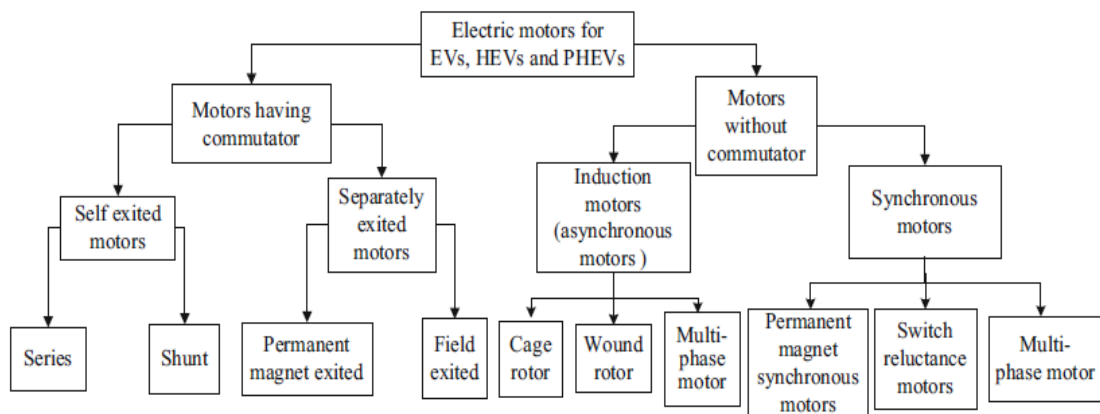 Electric motors for
EVs, HEVs and PHEVs
Motors having
commutator
Motors
without
commutator
Self exited
motors
Separately
exited
motors
Induction
motors
(asynchronous
motors )
Synchronous
motors
Series
Shunt
Permanent
magnet exited
Field
exited
Cage
rotor
Wound
rotor
Multi-
phase
motor
Permanent
magnet
synchronous
motors
Switch
reluctance
motors
Multi-
phase motor